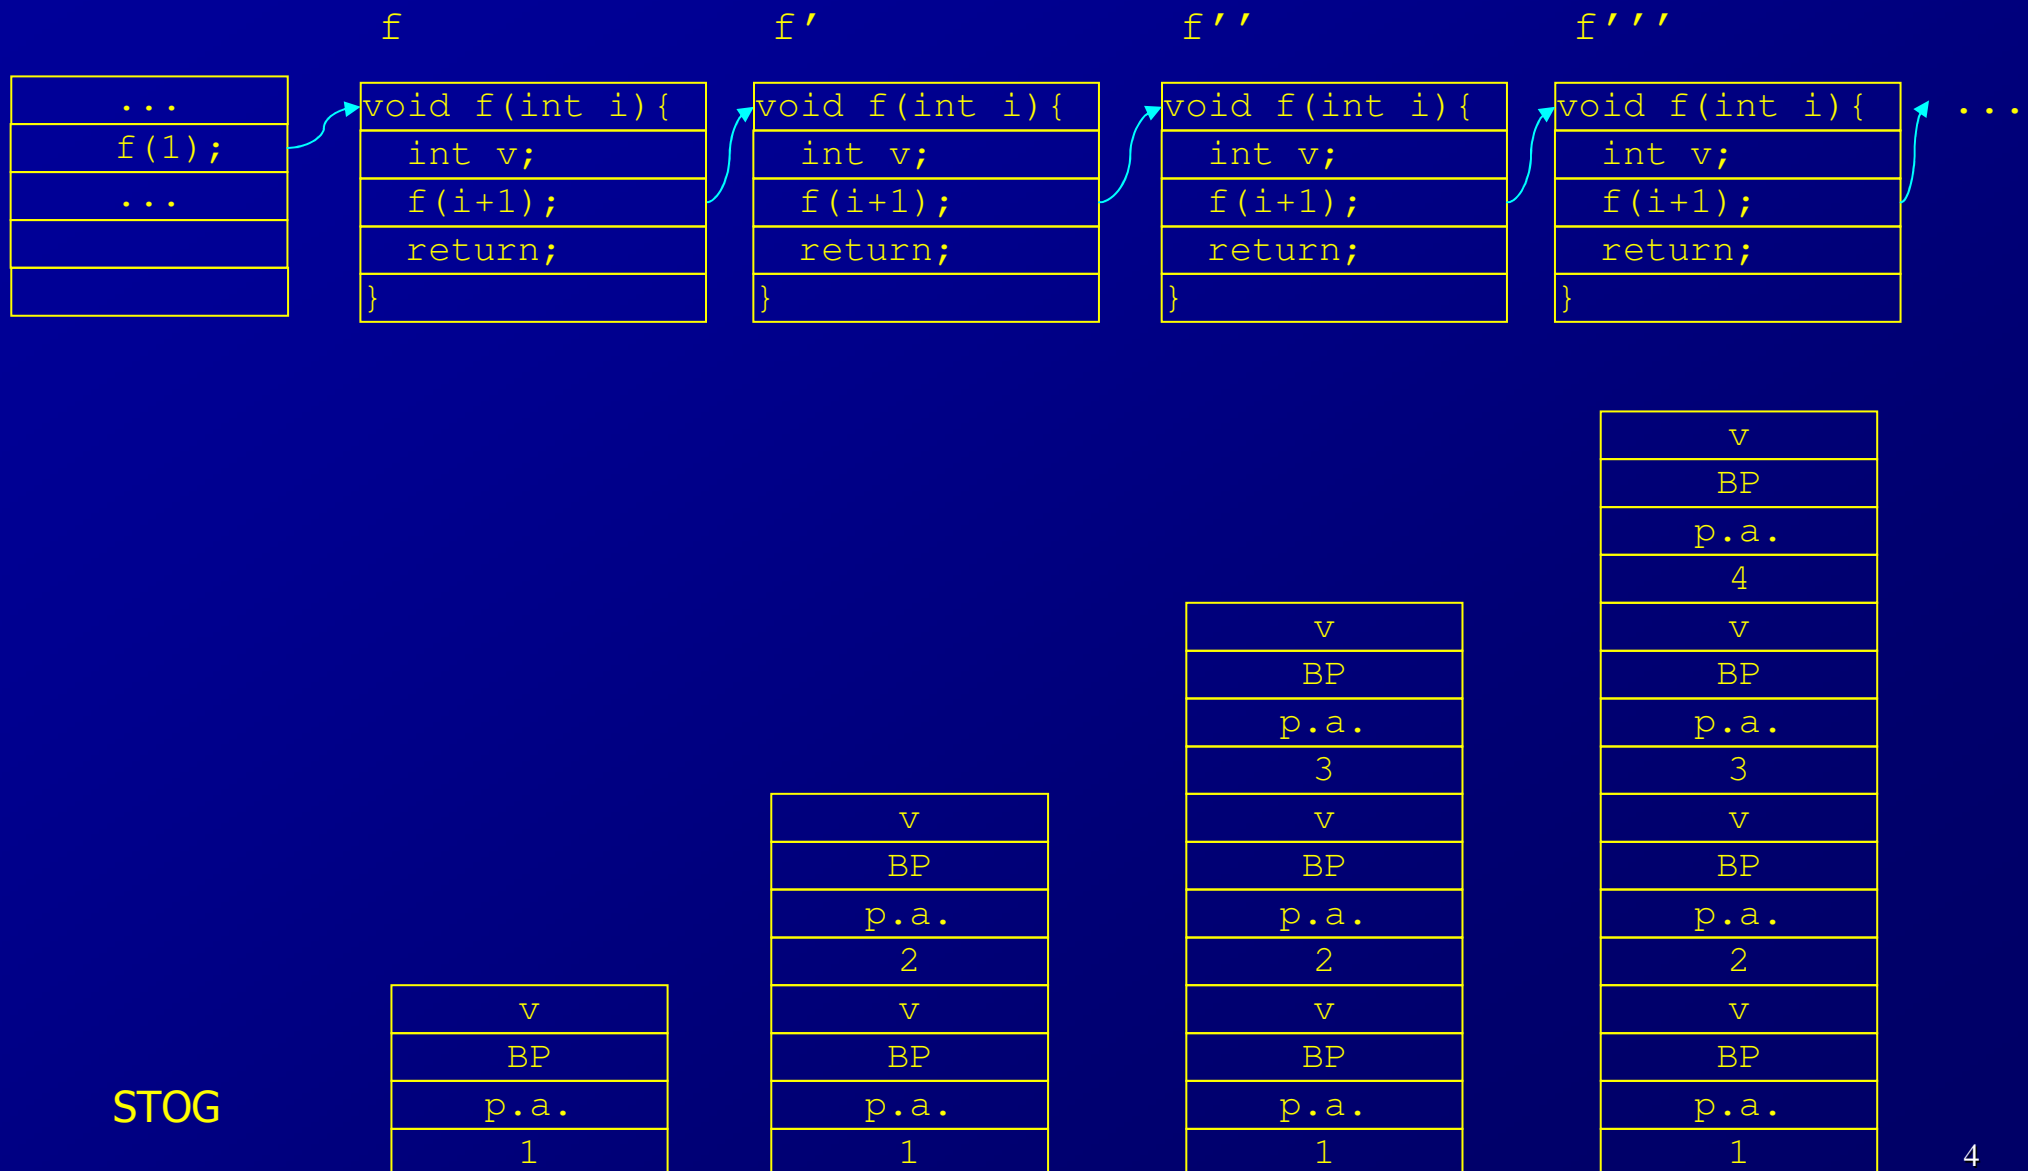 f f' f'' f'''
...
f(1);
...
void f(int i){
int v;
f(i+1);
return;
}
void f(int i){
int v;
f(i+1);
return;
}
void f(int i){
int v;
f(i+1);
return;
}
void f(int i){
int v;
f(i+1);
return;
}
...
STOG
v
BP
p.a.
1
v
BP
p.a.
2
v
BP
p.a.
1
v
BP
p.a.
3
v
BP
p.a.
2
v
BP
p.a.
1
v
BP
p.a.
4
v
BP
p.a.
3
v
BP
p.a.
2
v
BP
p.a.
1
4